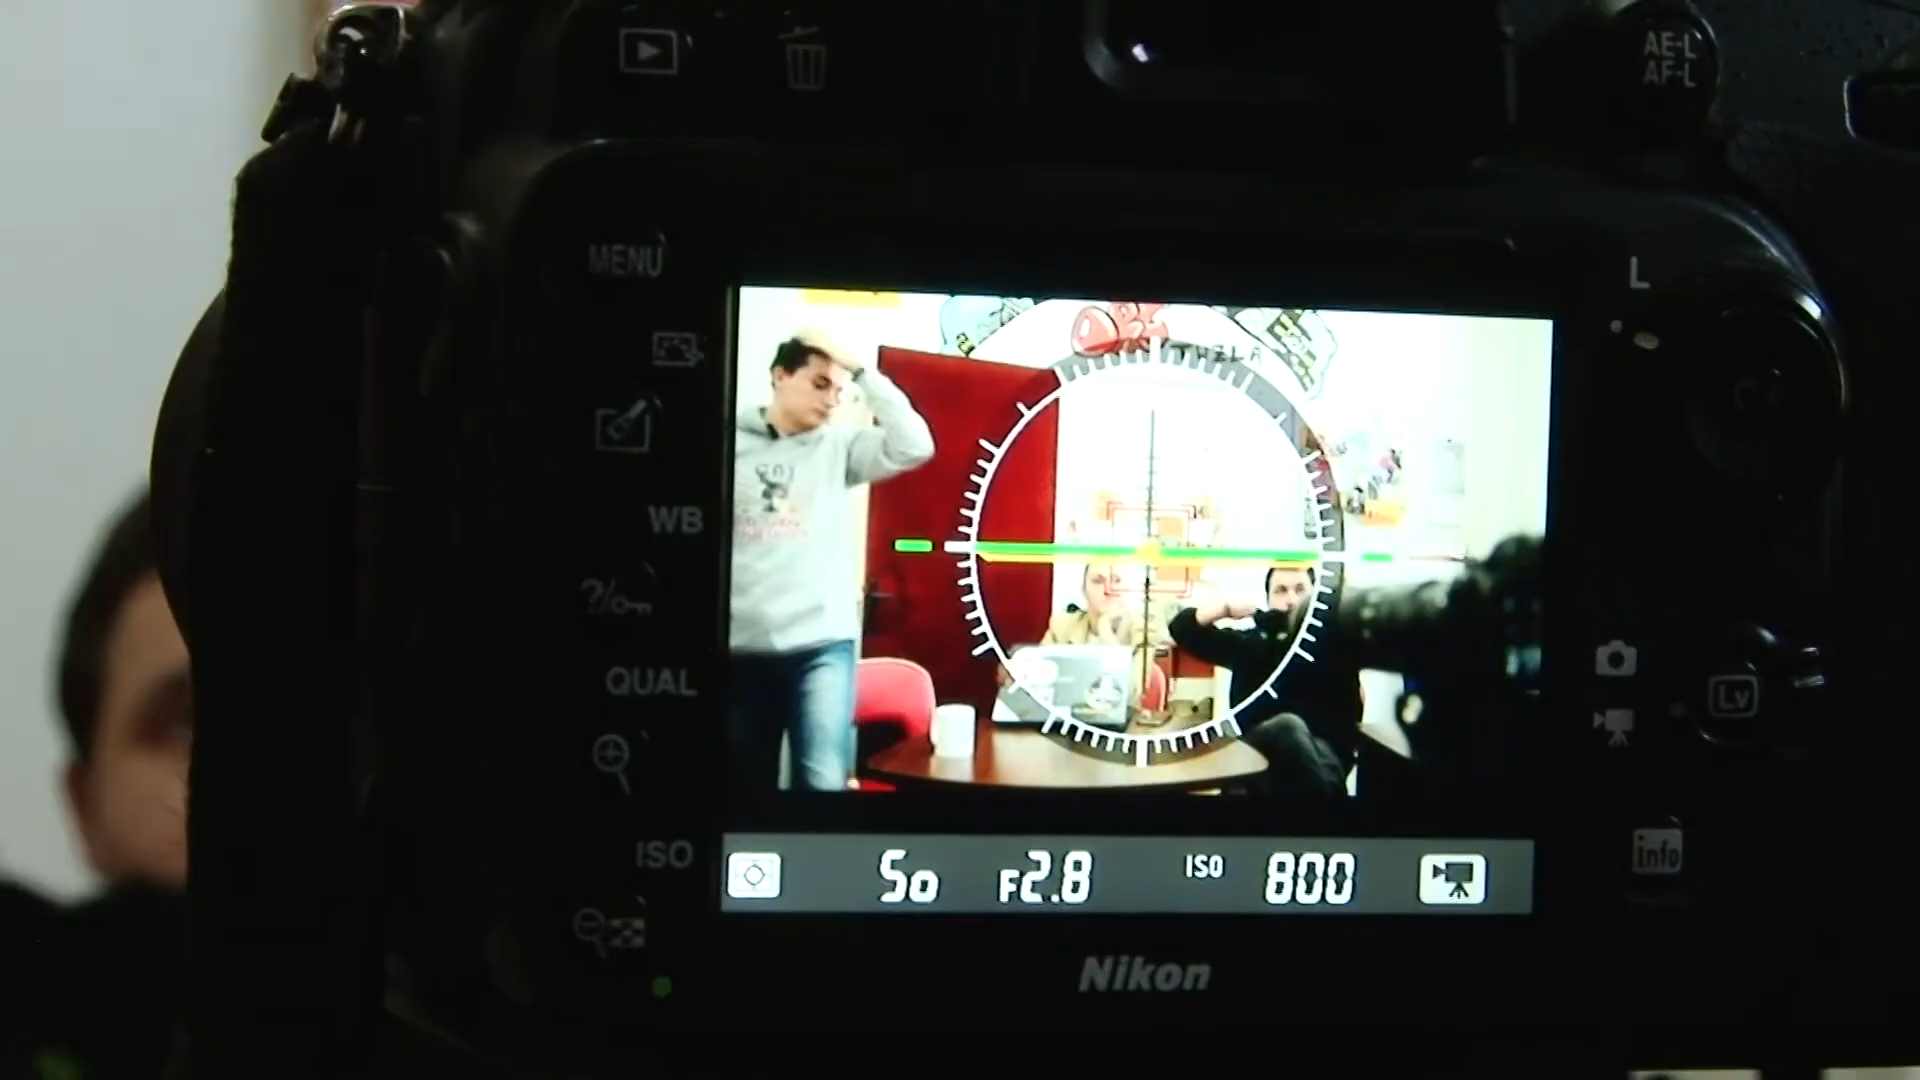 AE-L
AF-L
MENU
L
WB
?/
QUAL
Lv
ISO
info
50 F2.8 ISO 800
Nikon